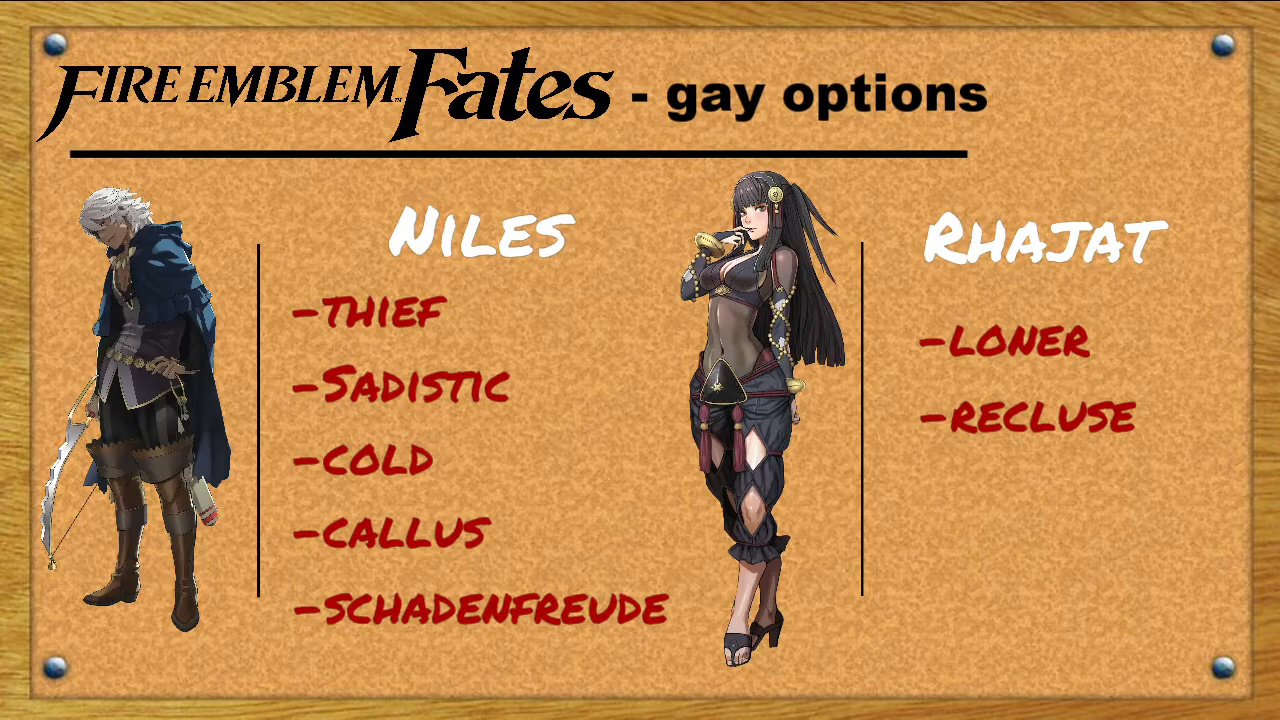 FIRE EMBLEM Fates - gay options
NILES
-THIEF
-SADISTIC
-COLD
-CALLUS
-SCHADENFREUDE
RHAJAT
-LONER
-RECLUSE